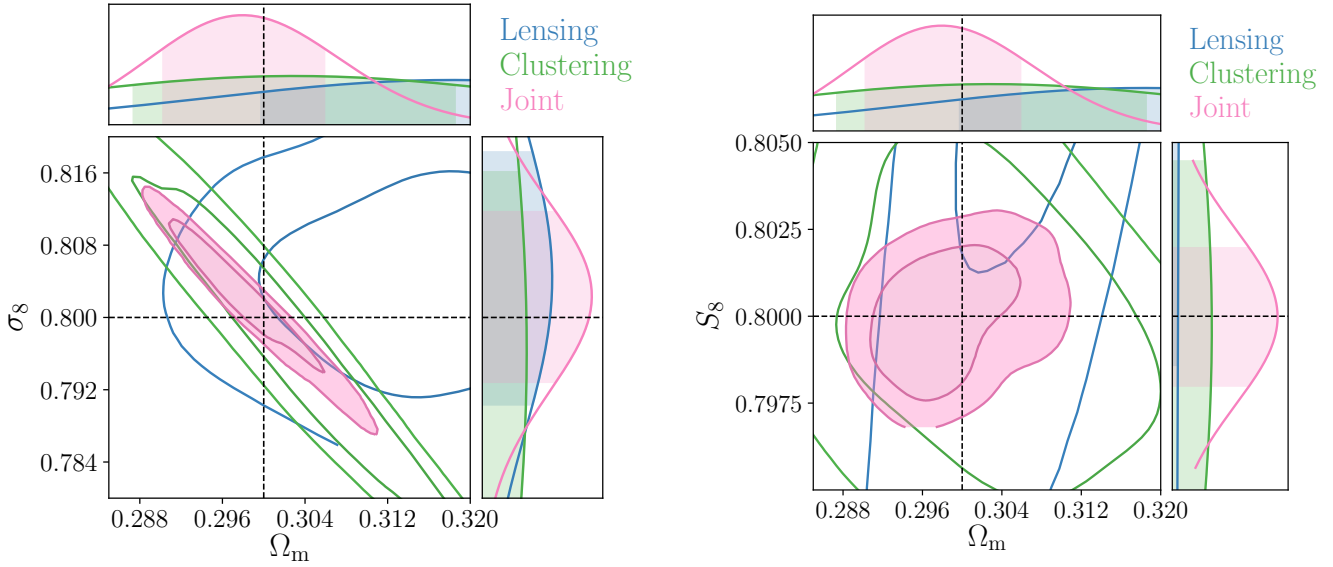 Lensing
Clustering
Joint
σ₈
0.816
0.808
0.800
0.792
0.784
0.288 0.296 0.304 0.312 0.320
Ωₘ
Lensing
Clustering
Joint
S₈
0.8050
0.8025
0.8000
0.7975
0.288 0.296 0.304 0.312 0.320
Ωₘ